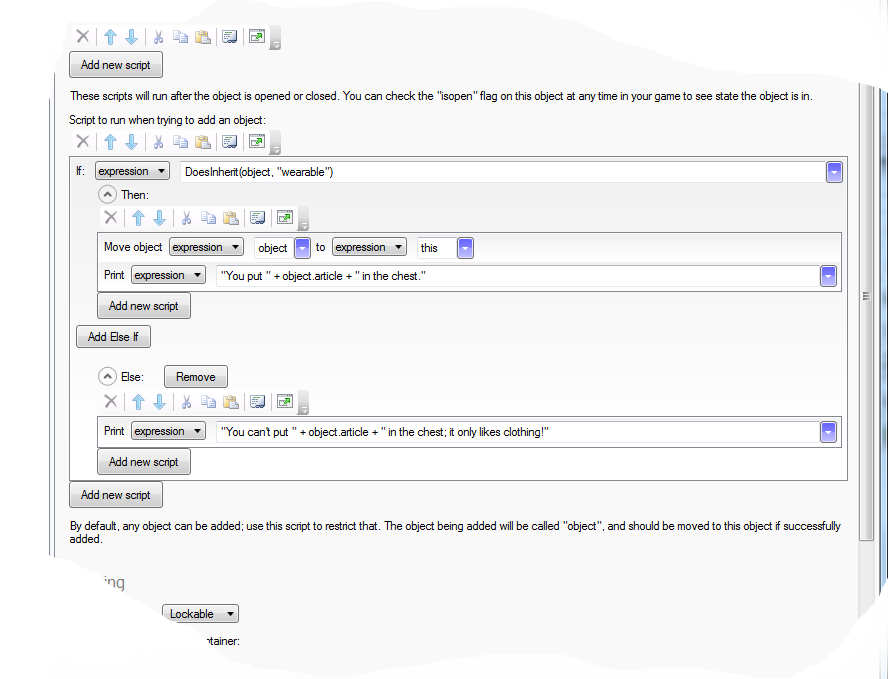 Add new script
These scripts will run after the object is opened or closed. You can check the "isopen" flag on this object at any time in your game to see state the object is in.
Script to run when trying to add an object:
If: expression DoesInherit(object, "wearable")
Then:
Move object expression object to expression this
Print expression "You put " + object.article + " in the chest."
Add new script
Add Else If
Else: Remove
Print expression "You can't put " + object.article + " in the chest; it only likes clothing!"
Add new script
Add new script
By default, any object can be added; use this script to restrict that. The object being added will be called "object", and should be moved to this object if successfully
added.
Lockable